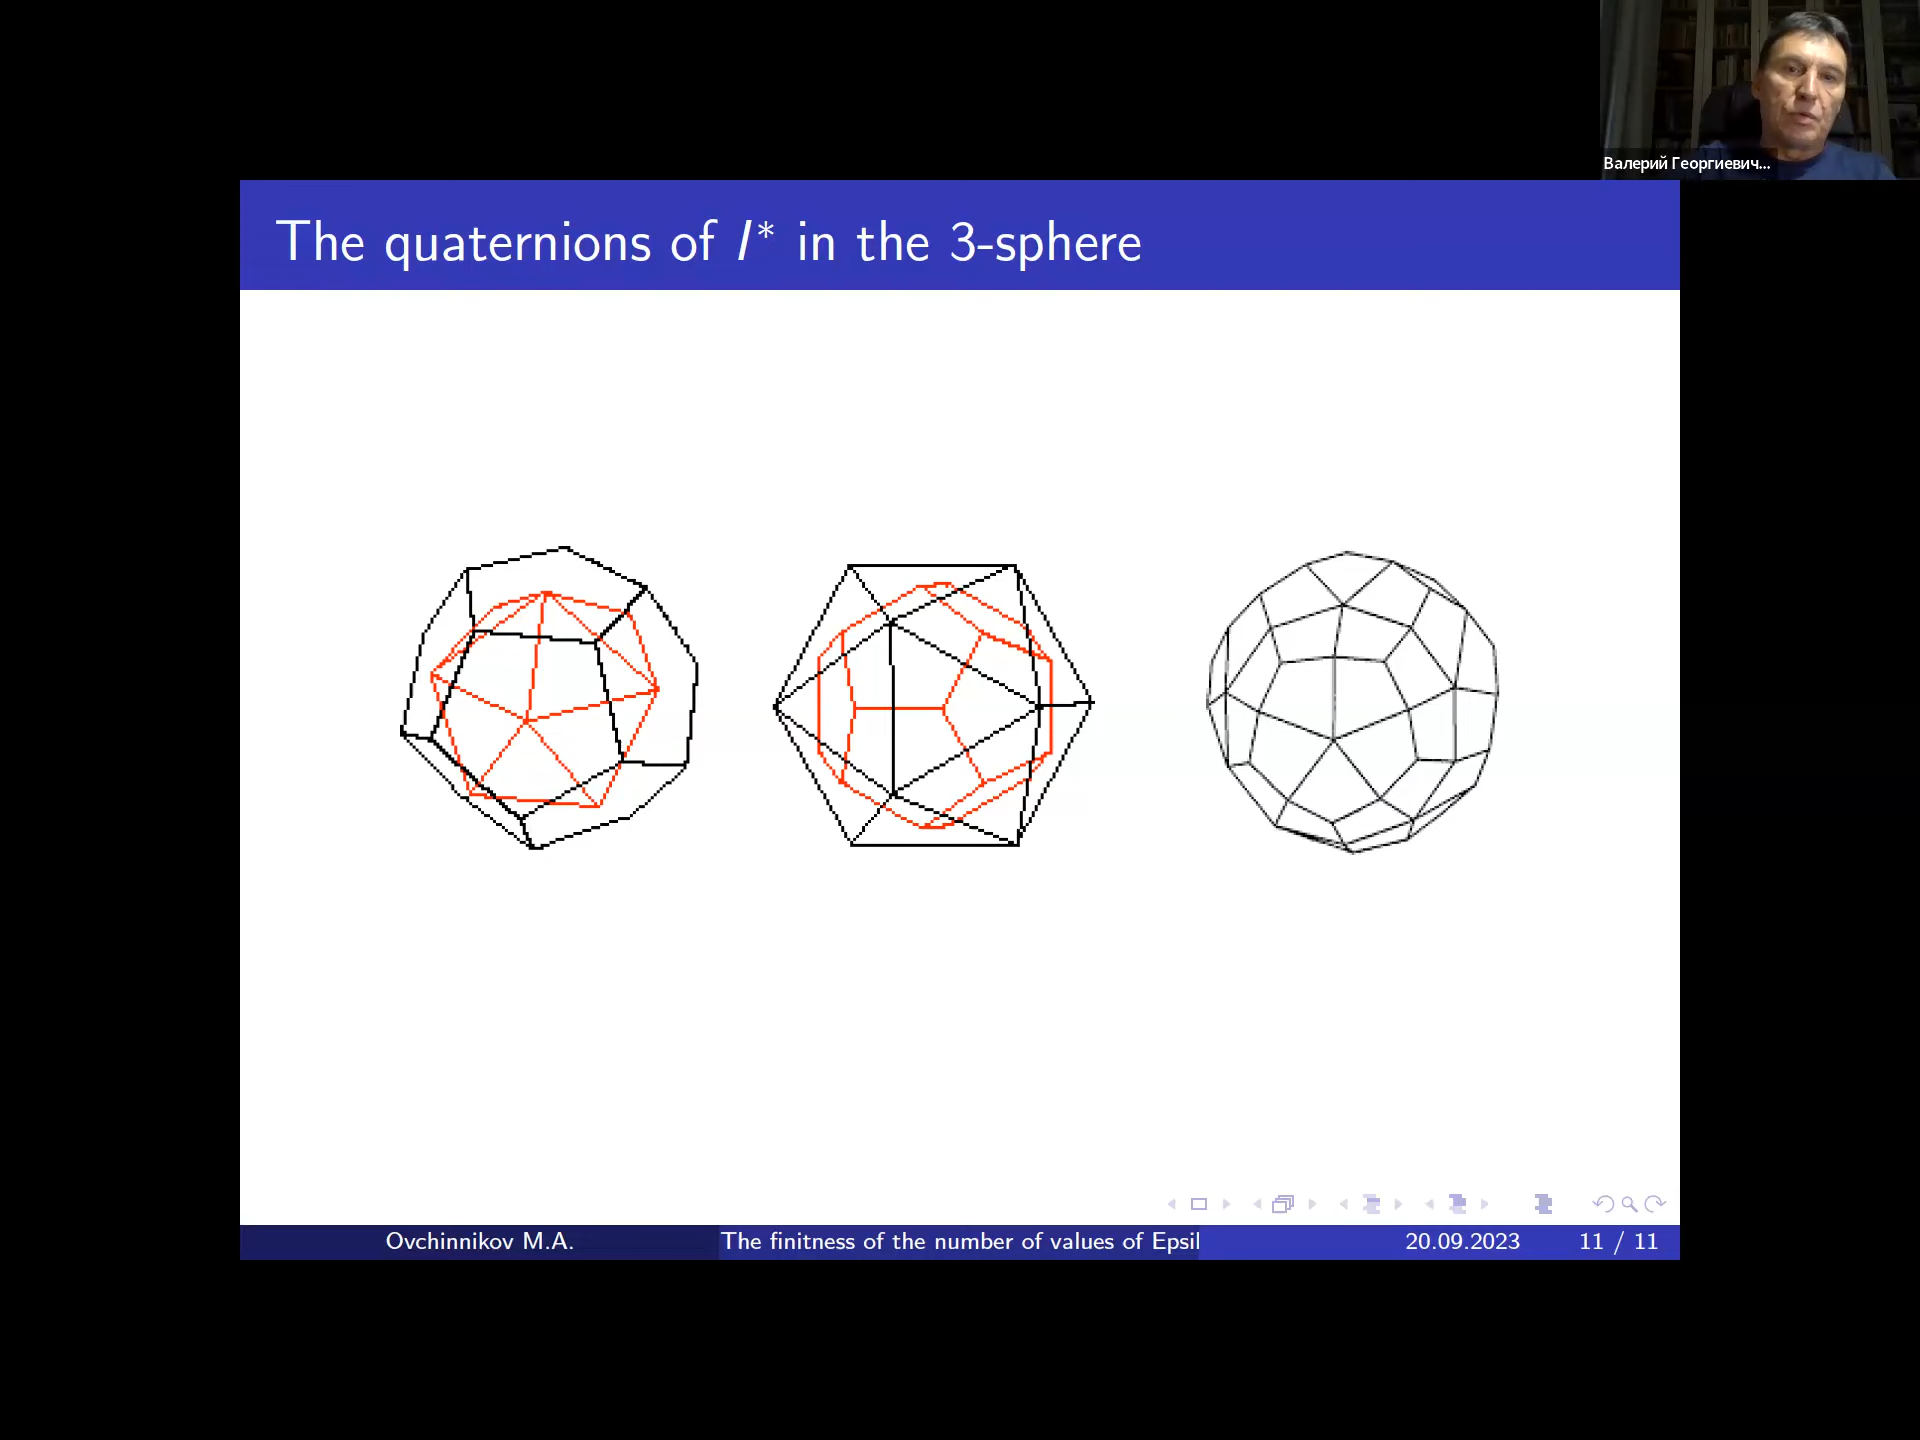 Валерий Георгиевич...
The quaternions of I* in the 3-sphere
Ovchinnikov M.A.
The finitness of the number of values of Epsil
20.09.2023
11 / 11